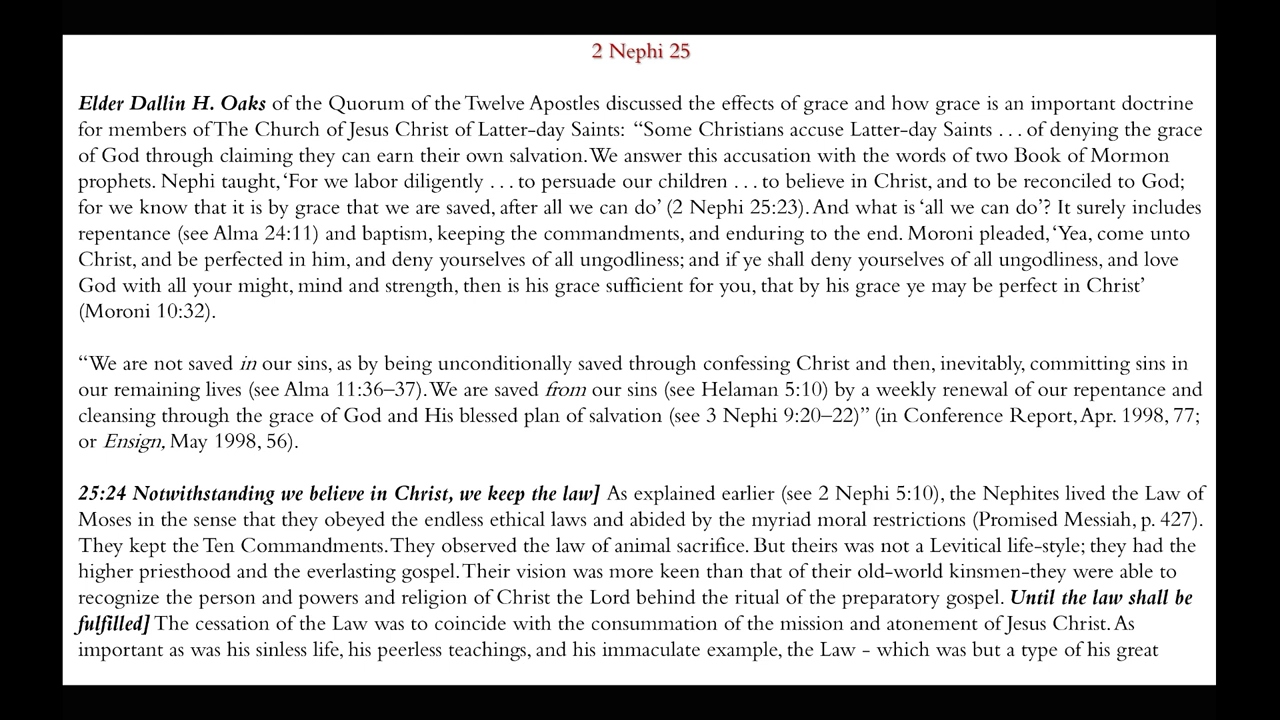 2 Nephi 25
Elder Dallin H. Oaks of the Quorum of the Twelve Apostles discussed the effects of grace and how grace is an important doctrine
for members of The Church of Jesus Christ of Latter-day Saints: “Some Christians accuse Latter-day Saints . . . of denying the grace
of God through claiming they can earn their own salvation. We answer this accusation with the words of two Book of Mormon
prophets. Nephi taught, ‘For we labor diligently . . . to persuade our children . . . to believe in Christ, and to be reconciled to God;
for we know that it is by grace that we are saved, after all we can do’ (2 Nephi 25:23). And what is ‘all we can do’? It surely includes
repentance (see Alma 24:11) and baptism, keeping the commandments, and enduring to the end. Moroni pleaded, ‘Yea, come unto
Christ, and be perfected in him, and deny yourselves of all ungodliness; and if ye shall deny yourselves of all ungodliness, and love
God with all your might, mind and strength, then is his grace sufficient for you, that by his grace ye may be perfect in Christ’
(Moroni 10:32).
“We are not saved in our sins, as by being unconditionally saved through confessing Christ and then, inevitably, committing sins in
our remaining lives (see Alma 11:36–37). We are saved from our sins (see Helaman 5:10) by a weekly renewal of our repentance and
cleansing through the grace of God and His blessed plan of salvation (see 3 Nephi 9:20–22)” (in Conference Report, Apr. 1998, 77;
or Ensign, May 1998, 56).
25:24 Notwithstanding we believe in Christ, we keep the law] As explained earlier (see 2 Nephi 5:10), the Nephites lived the Law of
Moses in the sense that they obeyed the endless ethical laws and abided by the myriad moral restrictions (Promised Messiah, p. 427).
They kept the Ten Commandments. They observed the law of animal sacrifice. But theirs was not a Levitical life-style; they had the
higher priesthood and the everlasting gospel. Their vision was more keen than that of their old-world kinsmen-they were able to
recognize the person and powers and religion of Christ the Lord behind the ritual of the preparatory gospel. Until the law shall be
fulfilled] The cessation of the Law was to coincide with the consummation of the mission and atonement of Jesus Christ. As
important as was his sinless life, his peerless teachings, and his immaculate example, the Law - which was but a type of his great